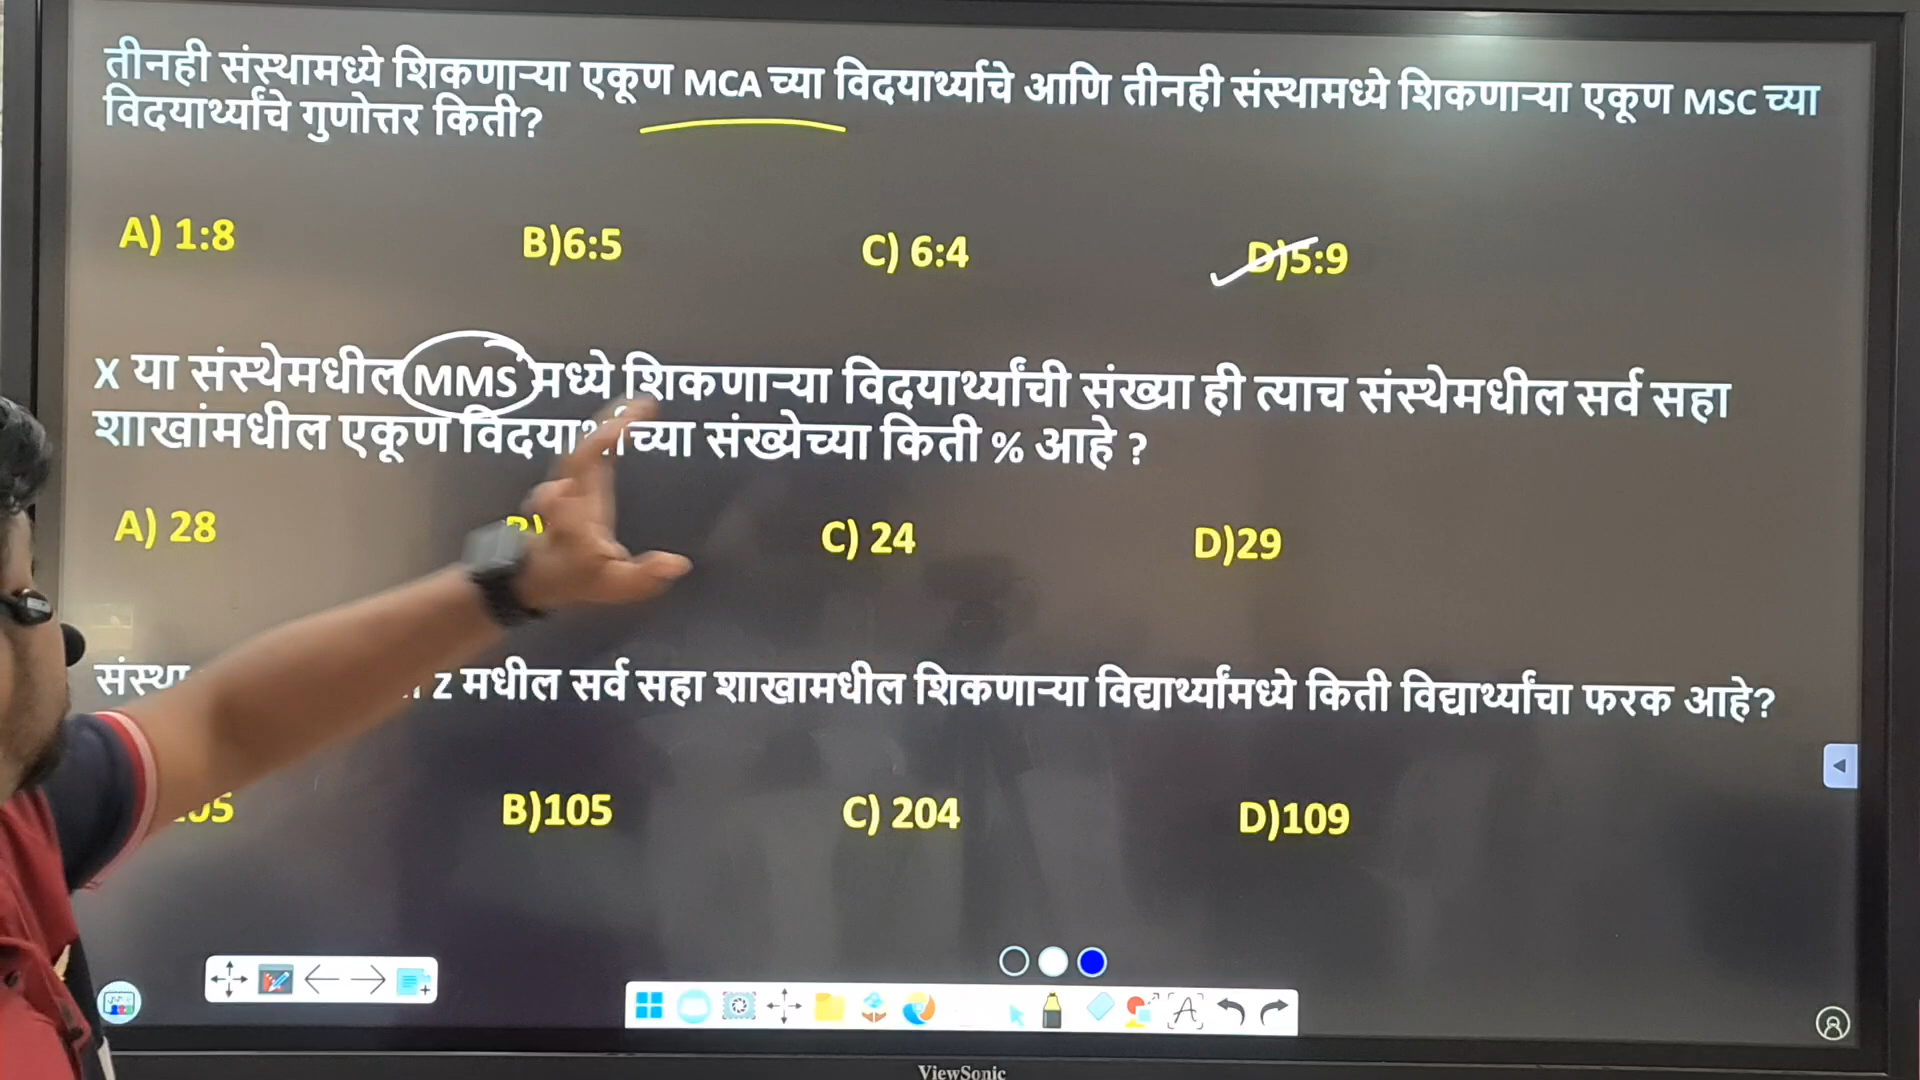 तीनही संस्थामध्ये शिकणाऱ्या एकूण MCA च्या विदयार्थ्याचे आणि तीनही संस्थामध्ये शिकणाऱ्या एकूण MSC च्या
विदयार्थ्यांचे गुणोत्तर किती?
A) 1:8 B)6:5 C) 6:4 D)5:9
X या संस्थेमधील MMS मध्ये शिकणाऱ्या विदयार्थ्यांची संख्या ही त्याच संस्थेमधील सर्व सहा
शाखांमधील एकूण संख्येच्या किती % आहे ?
A) 28 B) C) 24 D)29
संस्था Z मधील सर्व सहा शाखामधील शिकणाऱ्या विद्यार्थ्यांमध्ये किती विद्यार्थ्यांचा फरक आहे?
B)105 C) 204 D)109
ViewSonic